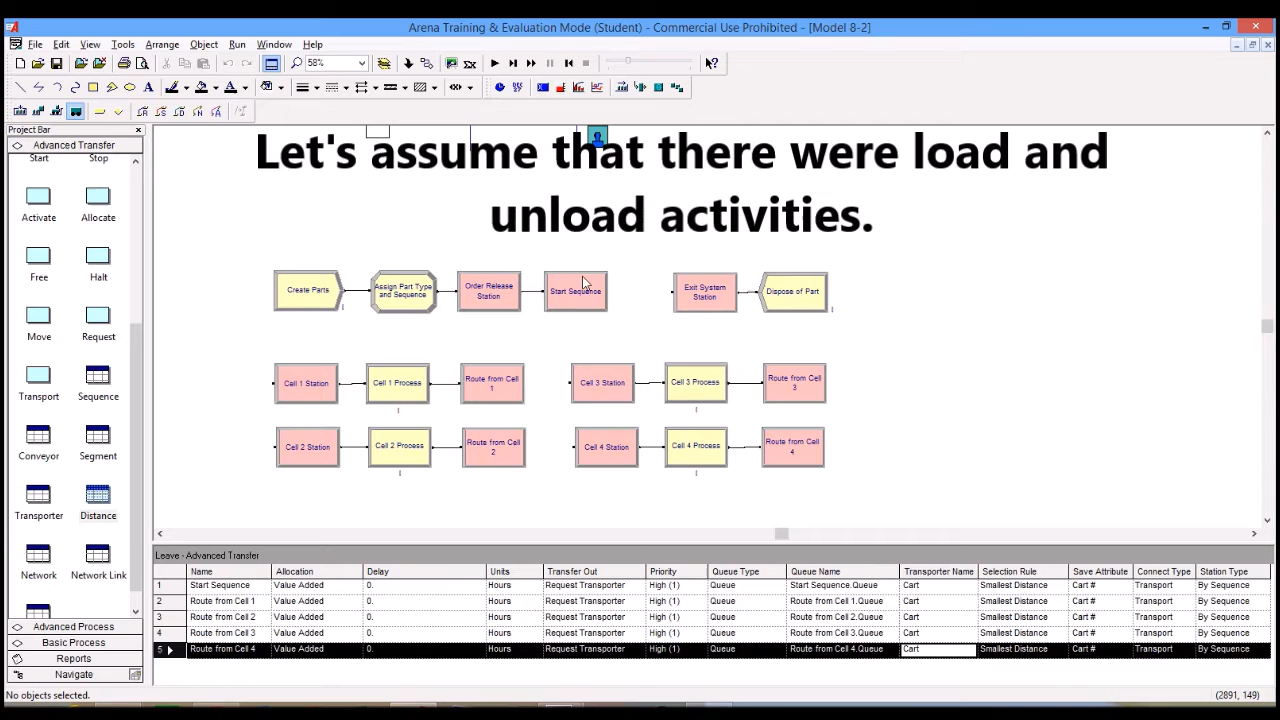 Arena Training & Evaluation Mode (Student) - Commercial Use Prohibited - [Model 8-2]
File Edit View Tools Arrange Object Run Window Help
58%
Project Bar
Advanced Transfer
Start Stop
Activate Allocate
Free Halt
Move Request
Transport Sequence
Conveyor Segment
Transporter Distance
Network Network Link
Advanced Process
Basic Process
Reports
Navigate
Let's assume that there were load and
unload activities.
Create Parts
Assign Part Type
and Sequence
Order Release
Station
Start Sequence
Exit System
Station
Dispose of Part
Cell 1 Station
Cell 1 Process
Route from Cell
1
Cell 3 Station
Cell 3 Process
Route from Cell
3
Cell 2 Station
Cell 2 Process
Route from Cell
2
Cell 4 Station
Cell 4 Process
Route from Cell
4
Leave - Advanced Transfer
Name Allocation Delay Units Transfer Out Priority Queue Type Queue Name Transporter Name Selection Rule Save Attribute Connect Type Station Type
1 Start Sequence Value Added 0. Hours Request Transporter High (1) Queue Start Sequence.Queue Cart Smallest Distance Cart # Transport By Sequence
2 Route from Cell 1 Value Added 0. Hours Request Transporter High (1) Queue Route from Cell 1.Queue Cart Smallest Distance Cart # Transport By Sequence
3 Route from Cell 2 Value Added 0. Hours Request Transporter High (1) Queue Route from Cell 2.Queue Cart Smallest Distance Cart # Transport By Sequence
4 Route from Cell 3 Value Added 0. Hours Request Transporter High (1) Queue Route from Cell 3.Queue Cart Smallest Distance Cart # Transport By Sequence
5 Route from Cell 4 Value Added 0. Hours Request Transporter High (1) Queue Route from Cell 4.Queue Cart Smallest Distance Cart # Transport By Sequence
No objects selected. (2891, 149)